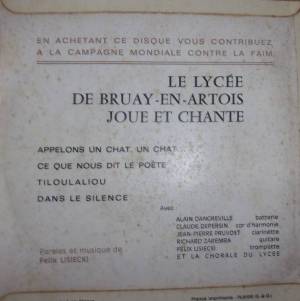 EN ACHETANT CE DISQUE VOUS CONTRIBUEZ
A LA CAMPAGNE MONDIALE CONTRE LA FAIM
LE LYCÉE
DE BRUAY-EN-ARTOIS
JOUE ET CHANTE
APPELONS UN CHAT, UN CHAT...
CE QUE NOUS DIT LE POÈTE
TILOULALIOU
DANS LE SILENCE
Avec :
ALAIN DANCREVILLE batterie
CLAUDE DEPERSIN cor d'harmonie
JEAN-PIERRE PRUVOST clarinette
RICHARD ZAREMBA guitare
FÉLIX LISIECKI trompette
ET LA CHORALE DU LYCÉE
Paroles et musique de
Félix LISIECKI